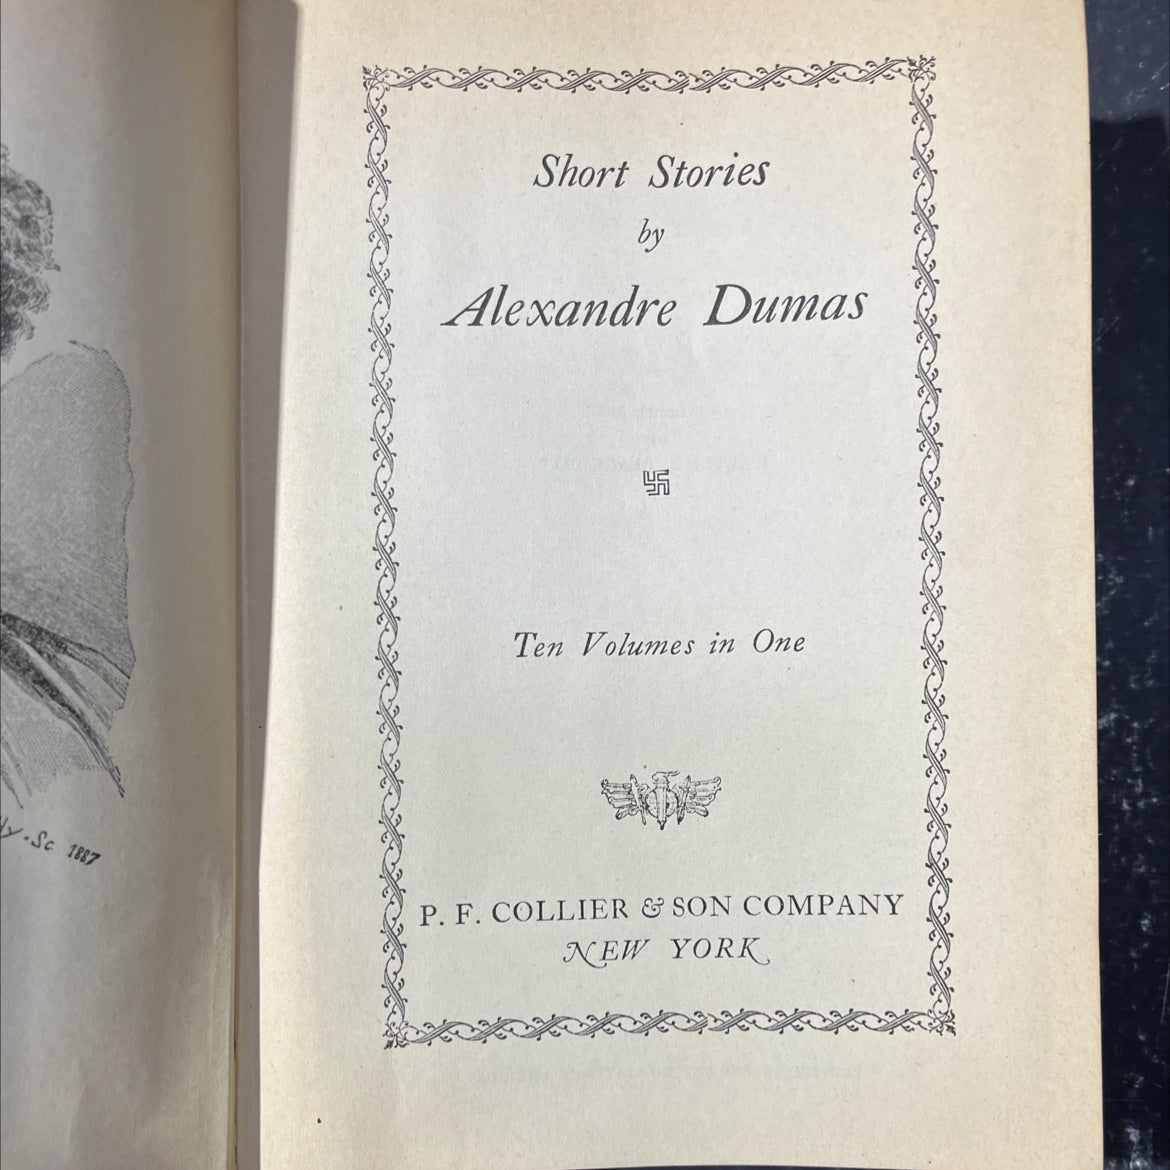 Short Stories
by
Alexandre Dumas
Ten Volumes in One
P. F. COLLIER & SON COMPANY
NEW YORK
Sc 1887